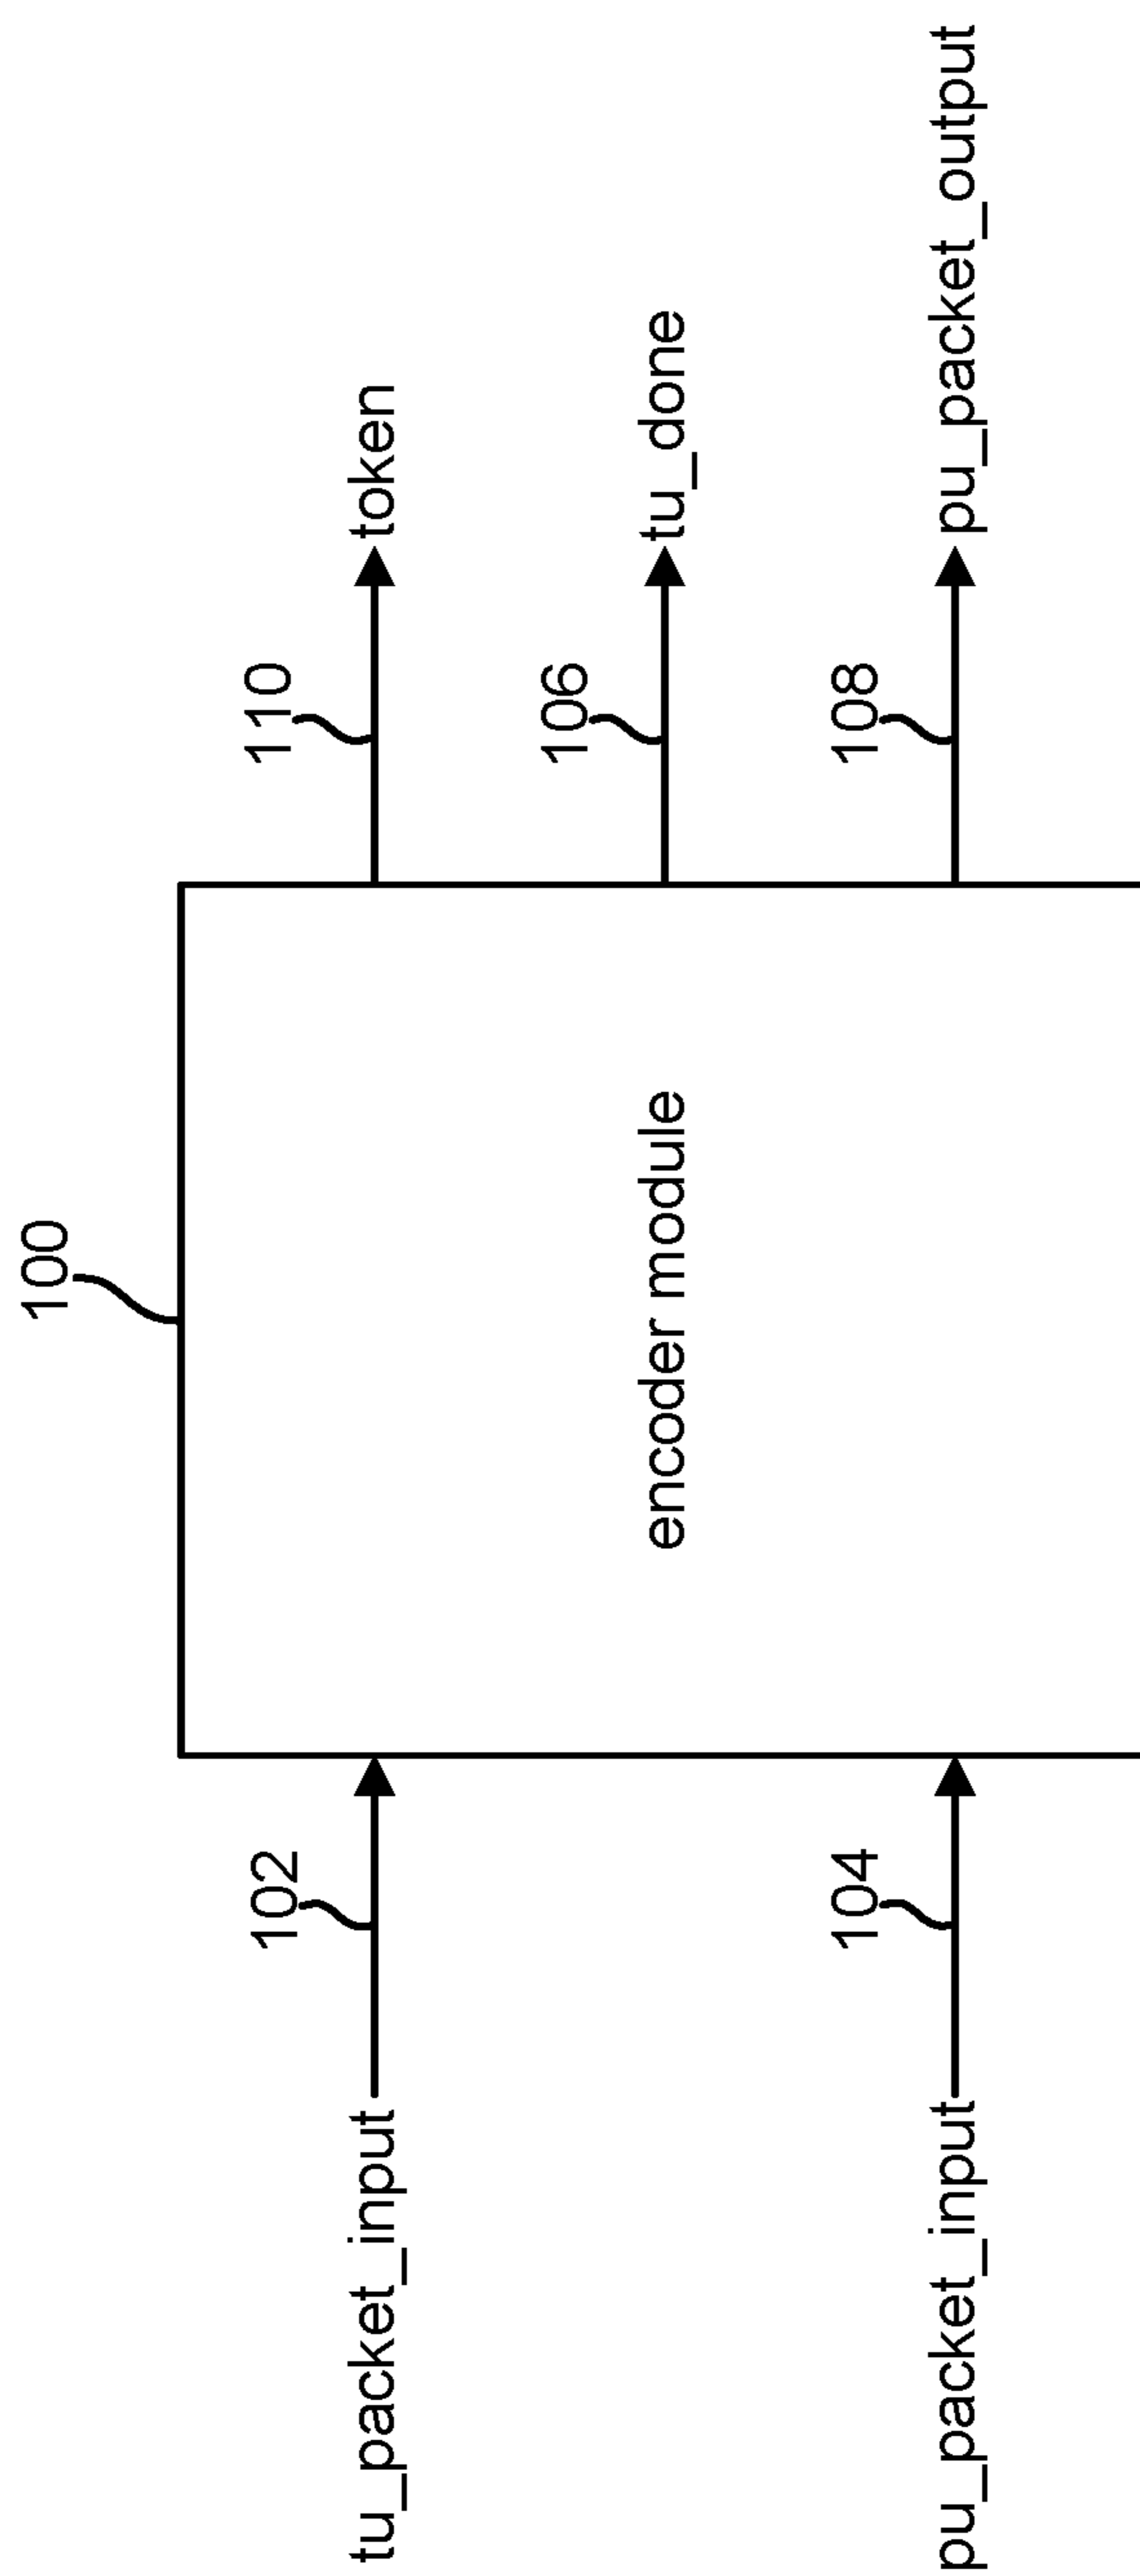 100
102
110
tu_packet_input
token
106
encoder module
tu_done
104
108
pu_packet_input
pu_packet_output